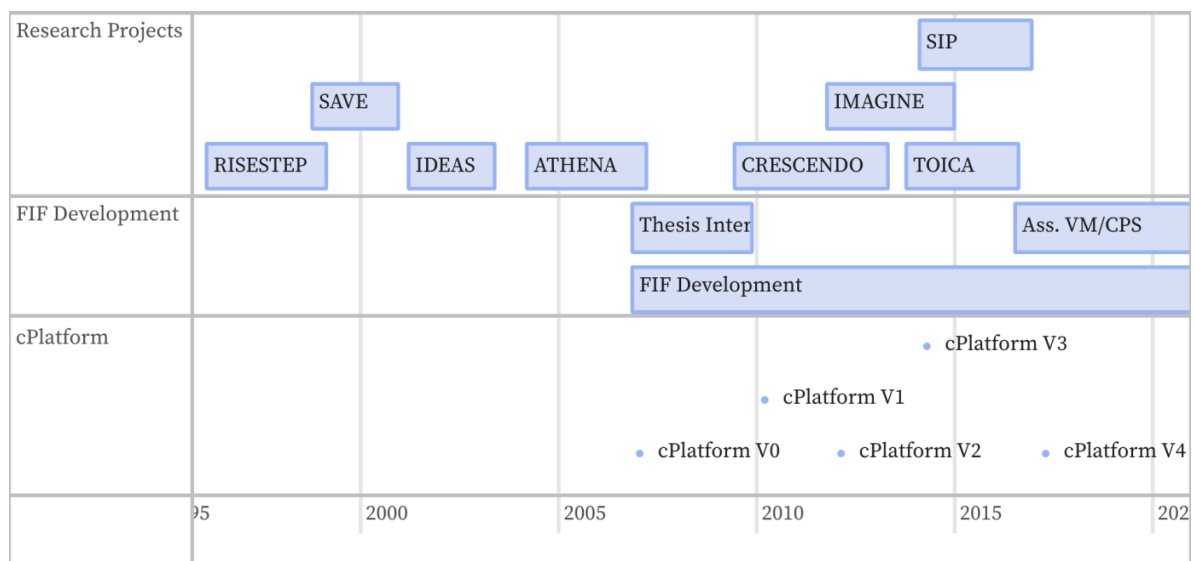 Research Projects
SIP
SAVE
IMAGINE
RISESTEP
IDEAS
ATHENA
CRESCENDO
TOICA
FIF Development
Thesis Inter
Ass. VM/CPS
FIF Development
cPlatform
cPlatform V3
cPlatform V1
cPlatform V0
cPlatform V2
cPlatform V4
95 2000 2005 2010 2015 202